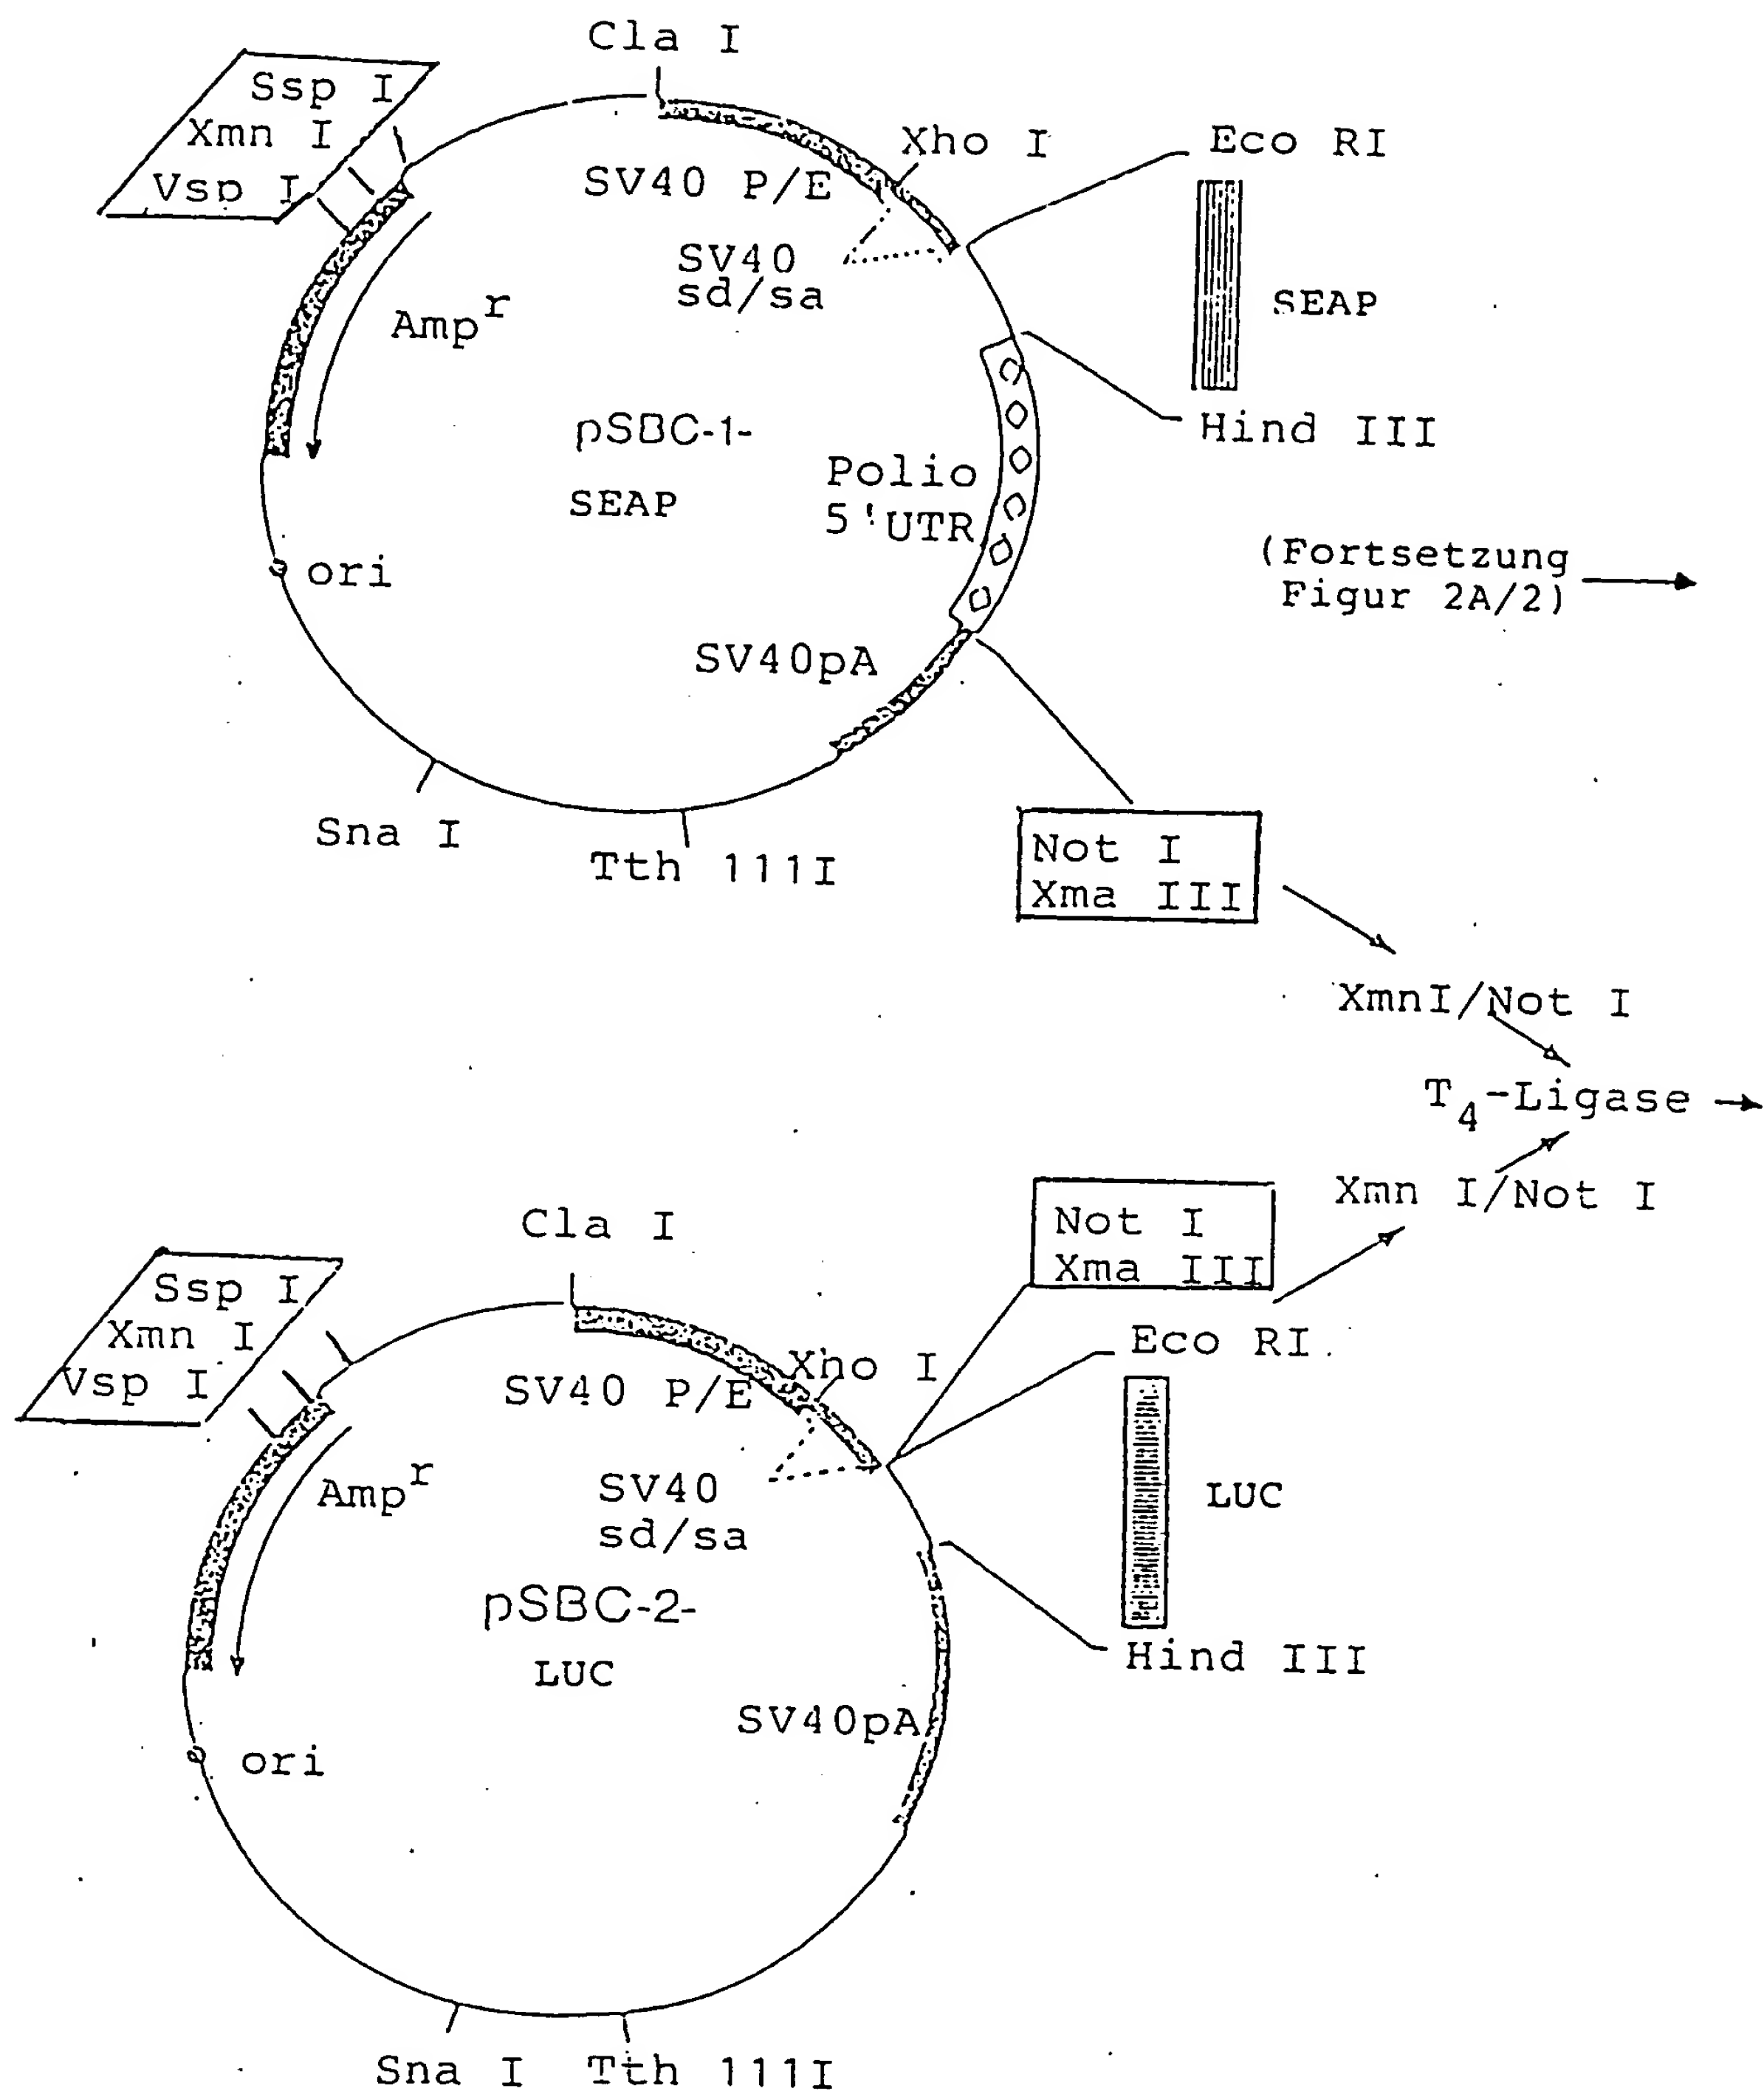 Cla I
Ssp I
Xmn I
Vsp I
Xho I
Eco RI
SV40 P/E
SV40
sd/sa
SEAP
Amp^r
pSBC-1-
SEAP
Hind III
Polio
5'UTR
ori
(Fortsetzung
Figur 2A/2)
SV40pA
Sna I
Tth 111I
Not I
Xma III
XmnI/Not I
T4-Ligase
Xmn I/Not I
Not I
Xma III
Cla I
Ssp I
Xmn I
Vsp I
Xho I
Eco RI
SV40 P/E
Amp^r
SV40
sd/sa
LUC
pSBC-2-
LUC
Hind III
SV40pA
ori
Sna I
Tth 111I